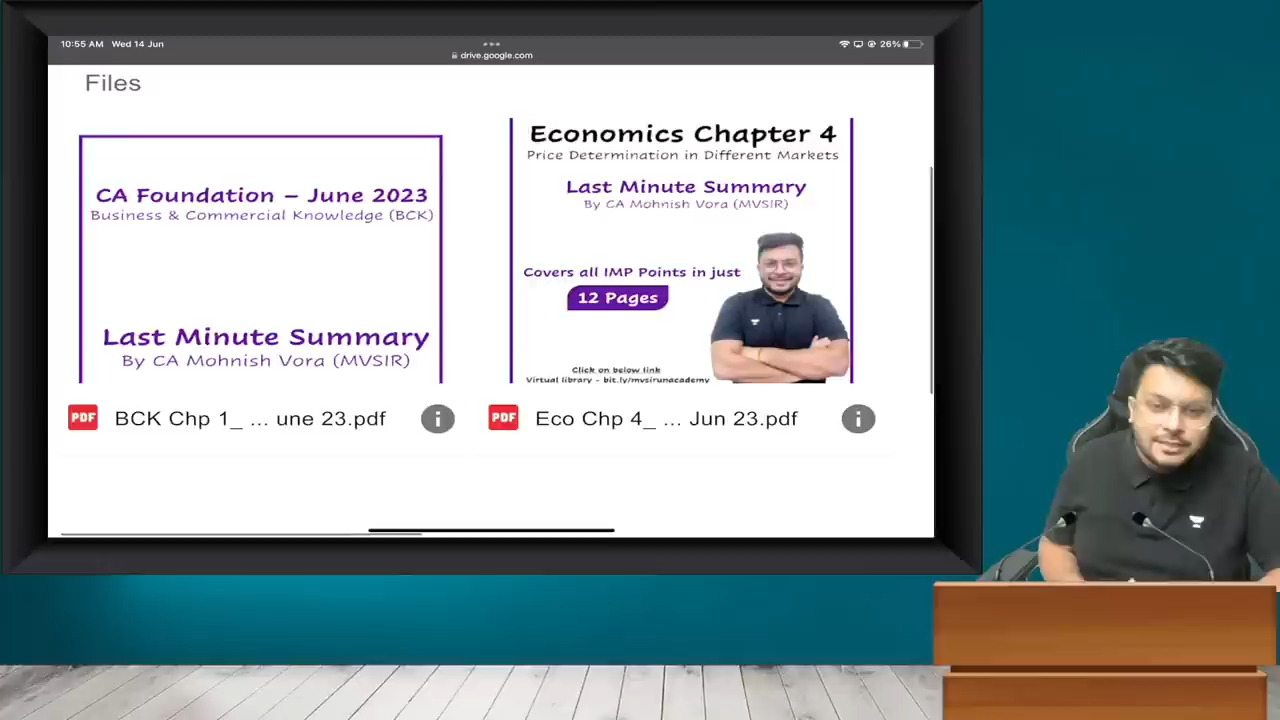 10:55 AM Wed 14 Jun
drive.google.com
26%
Files
CA Foundation – June 2023
Business & Commercial Knowledge (BCK)
Last Minute Summary
By CA Mohnish Vora (MVSIR)
Economics Chapter 4
Price Determination in Different Markets
Last Minute Summary
By CA Mohnish Vora (MVSIR)
Covers all IMP Points in just
12 Pages
Click on below link
Virtual library - bit.ly/mvsirunacademy
PDF BCK Chp 1_ ... une 23.pdf
PDF Eco Chp 4_ ... Jun 23.pdf